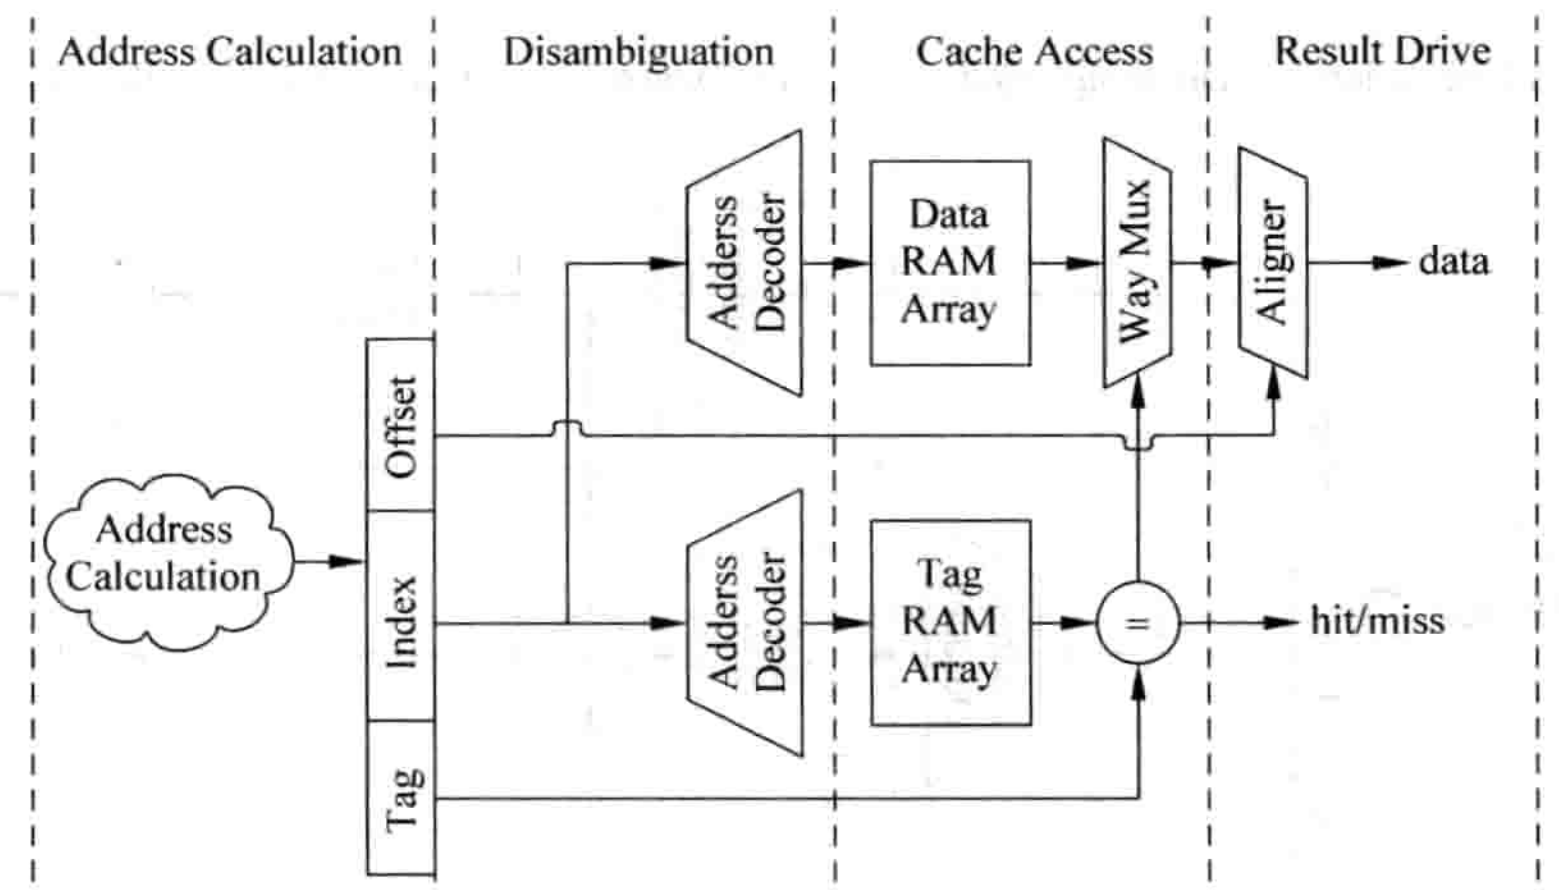 Address Calculation
Disambiguation
Cache Access
Result Drive
Adderss
Decoder
Data
RAM
Array
Way Mux
Aligner
data
Offset
Address
Calculation
Index
Adderss
Decoder
Tag
RAM
Array
=
hit/miss
Tag